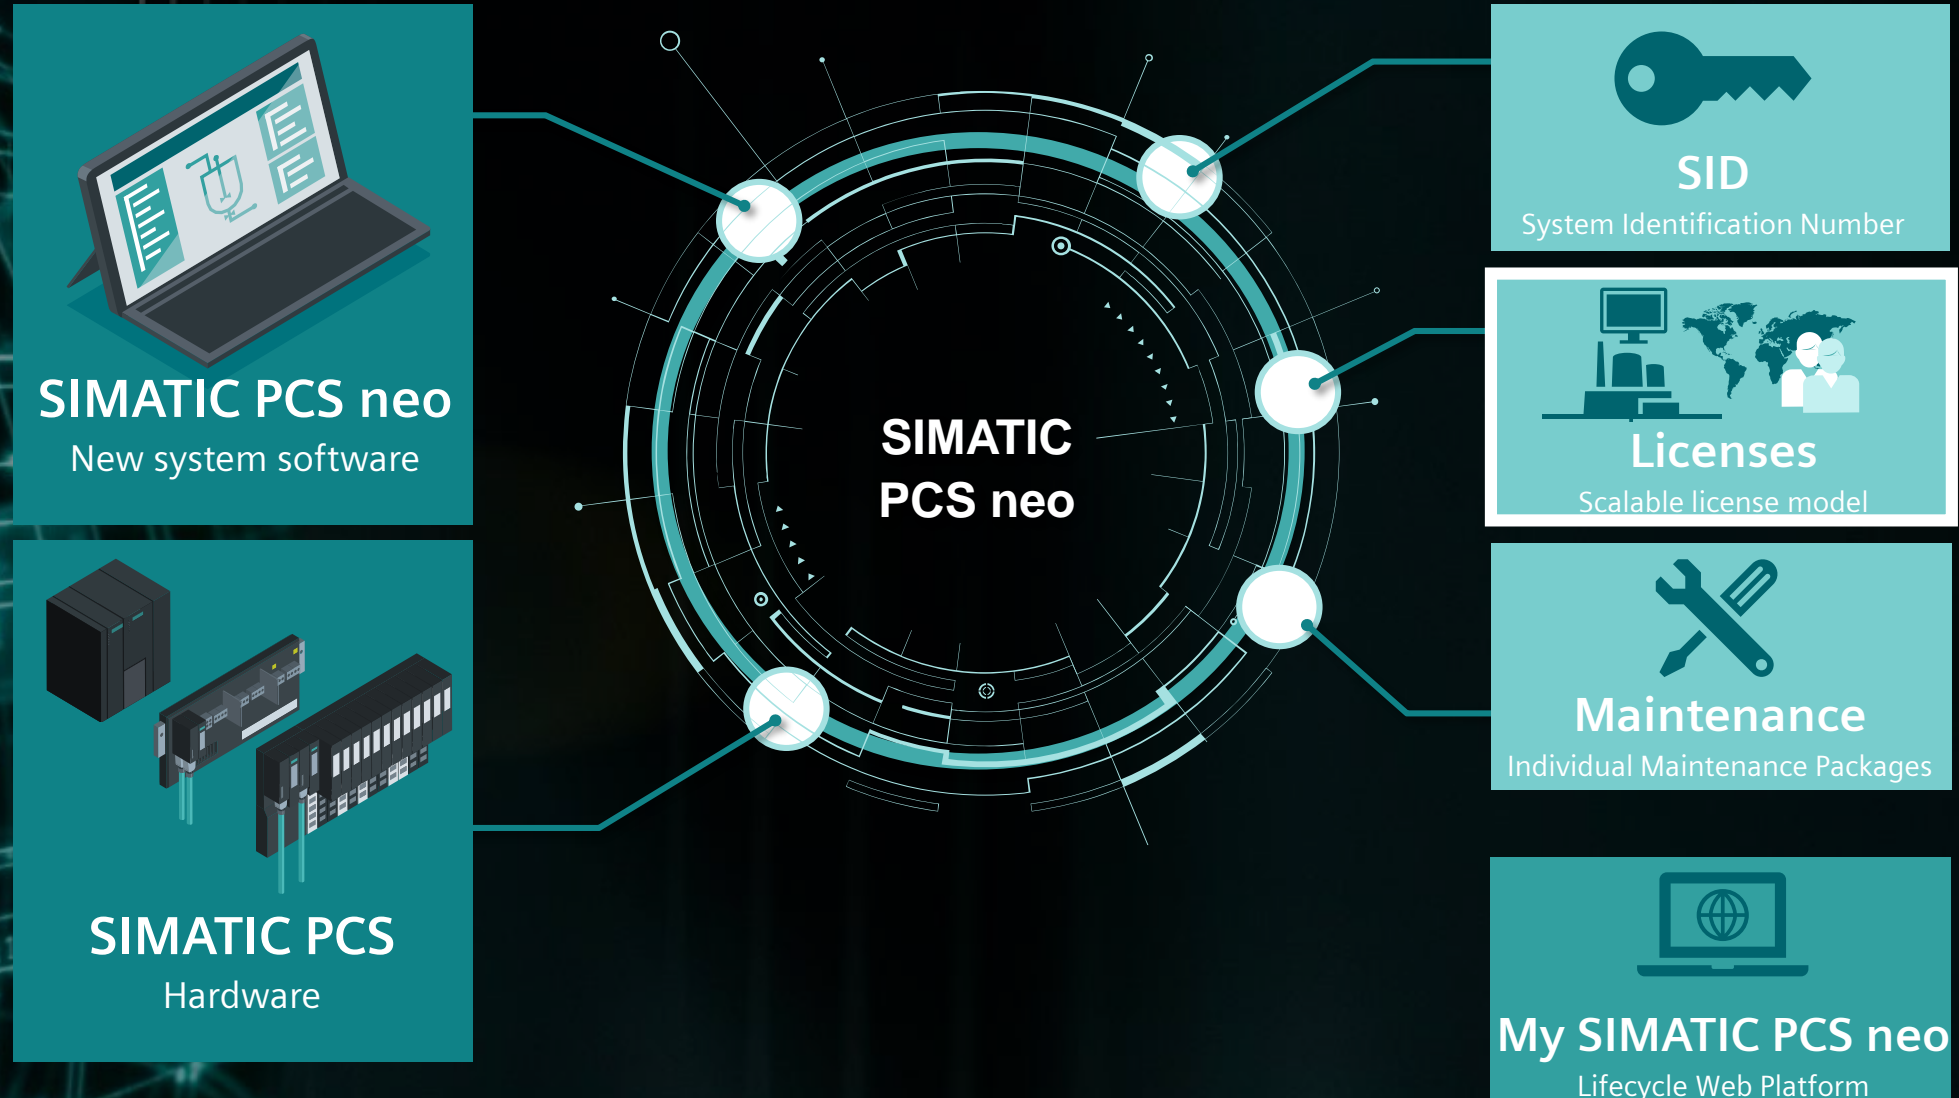 SIMATIC PCS neo
New system software
SIMATIC PCS
Hardware
SIMATIC
PCS neo
SID
System Identification Number
Licenses
Scalable license model
Maintenance
Individual Maintenance Packages
My SIMATIC PCS neo
Lifecycle Web Platform